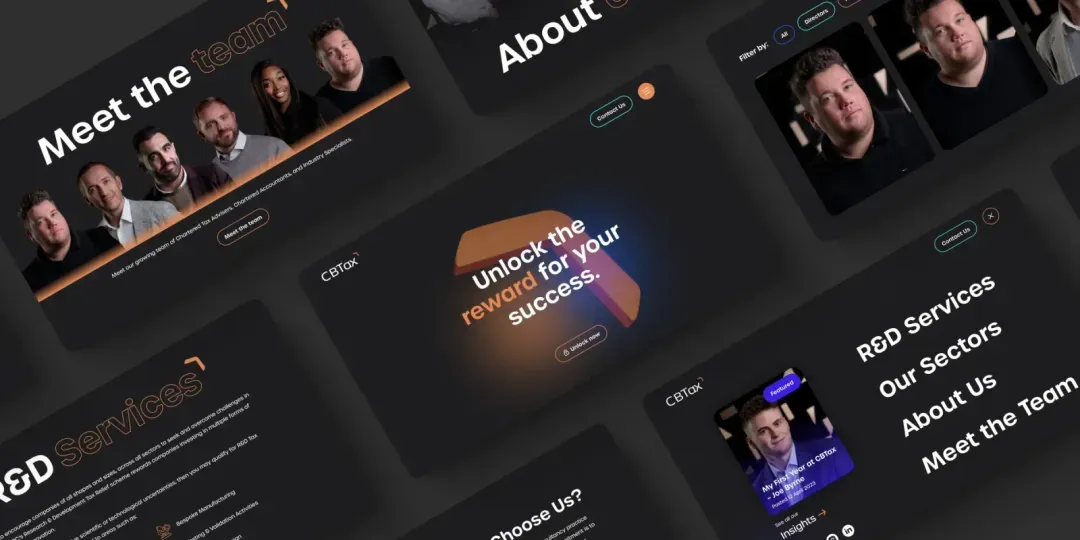 Meet the team
Meet our growing team of Chartered Tax Advisers, Chartered Accountants, and Industry Specialists.
Meet the team
About
Filter by:
All
Directors
Contact Us
CBTax
Unlock the
reward for your
success.
Unlock now
R&D Services
encourage companies of all shapes and sizes, across all sectors to seek and overcome challenges in
Research & Development Tax Relief scheme rewards companies investing in multiple forms of
innovation.
scientific or technological uncertainties, then you may qualify for R&D Tax
areas such as:
Bespoke Manufacturing
& Validation Activities
Choose Us?
consultancy practice
is to
Contact Us
CBTax
Featured
My First Year at CBTax
- Joe Byrne
Posted 12 April 2023
See all our
Insights
R&D Services
Our Sectors
About Us
Meet the Team